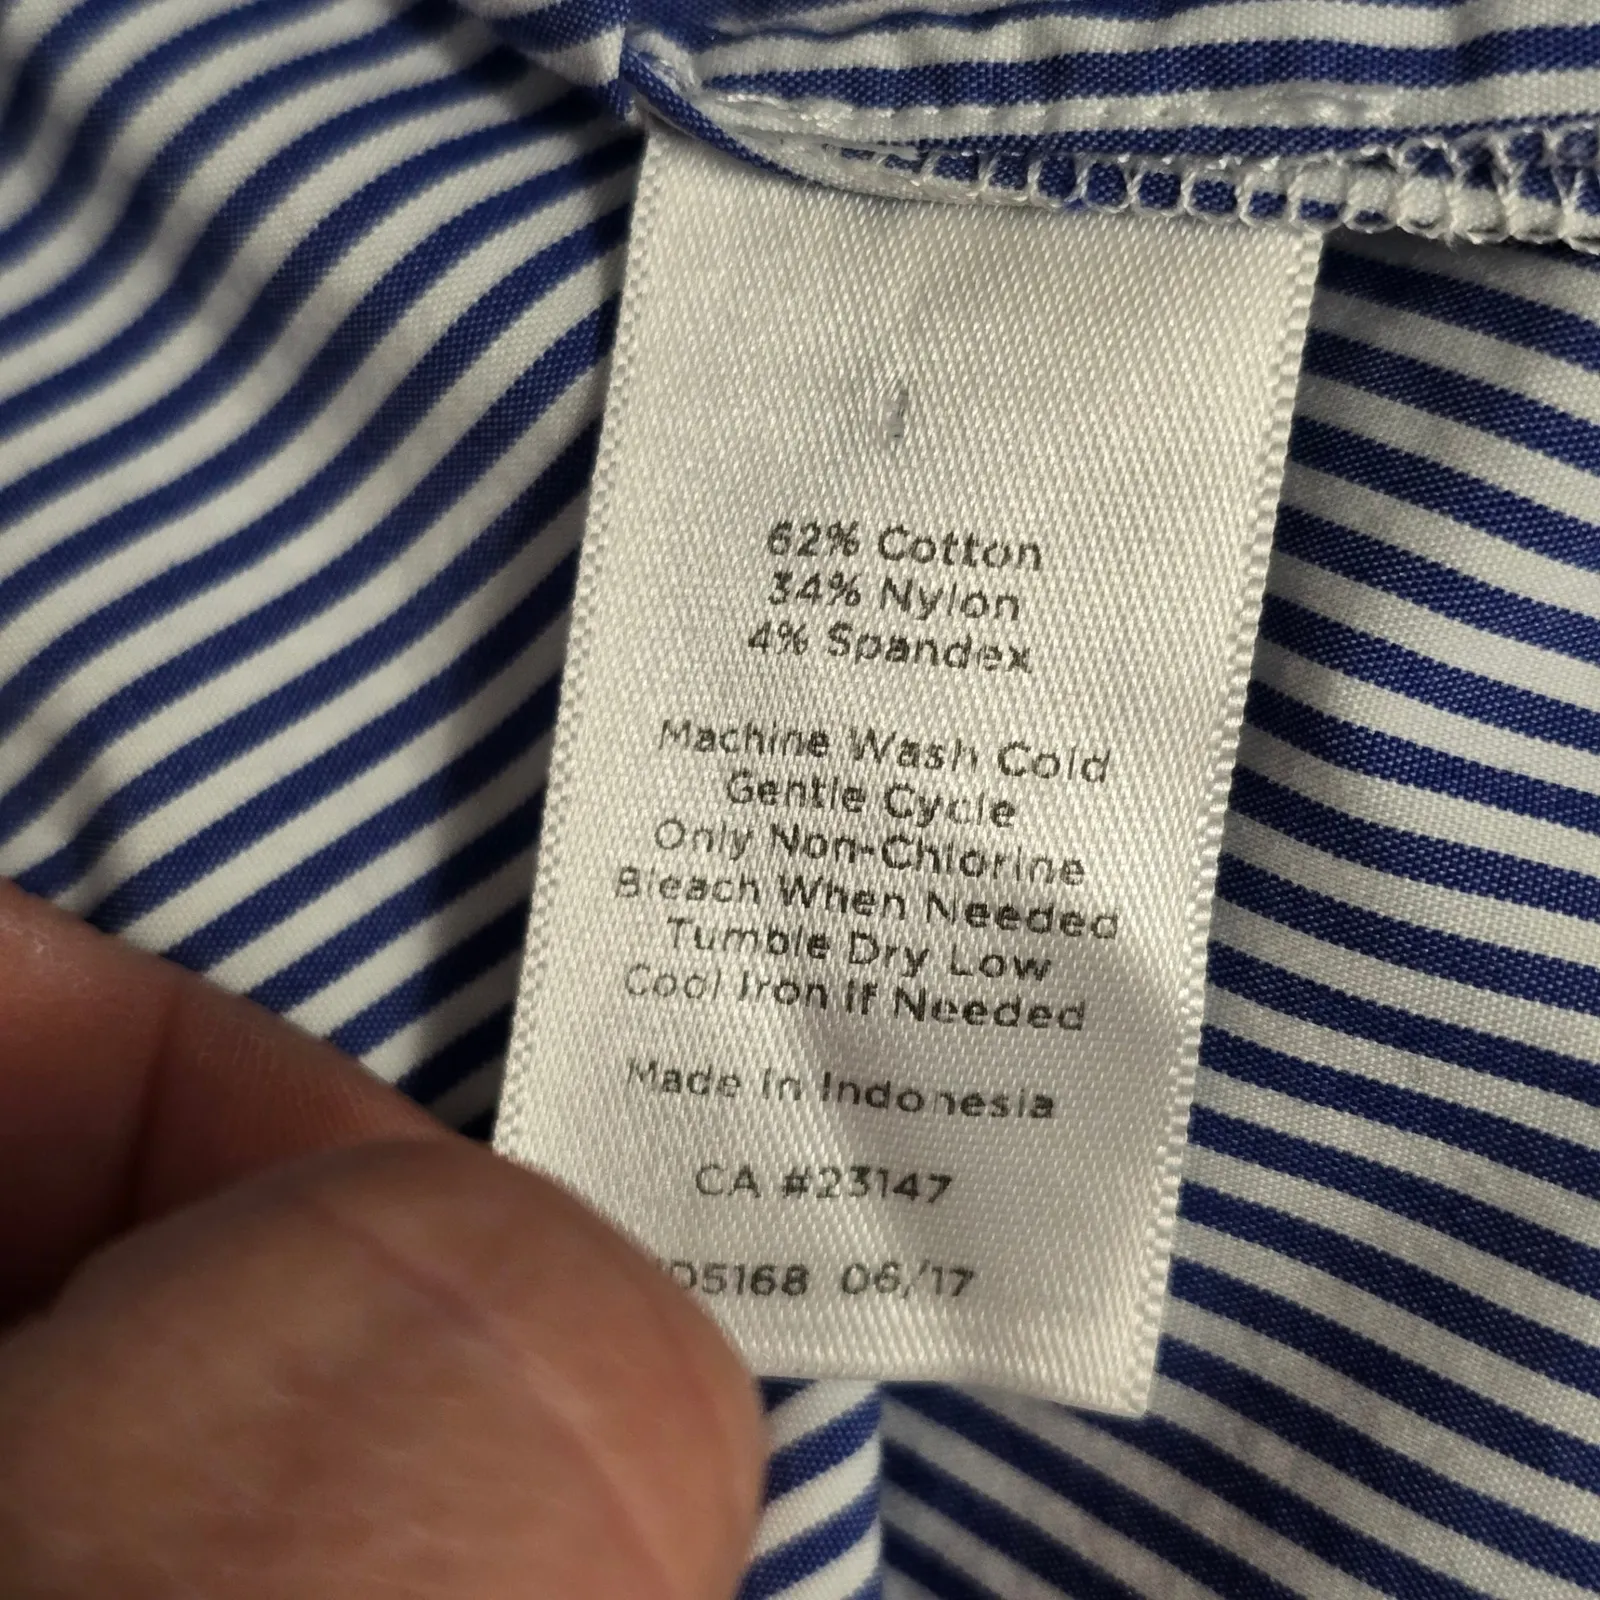 62% Cotton
34% Nylon
4% Spandex
Machine Wash Cold
Gentle Cycle
Only Non-Chlorine
Bleach When Needed
Tumble Dry Low
Cool Iron If Needed
Made In Indonesia
CA #23147
06/17